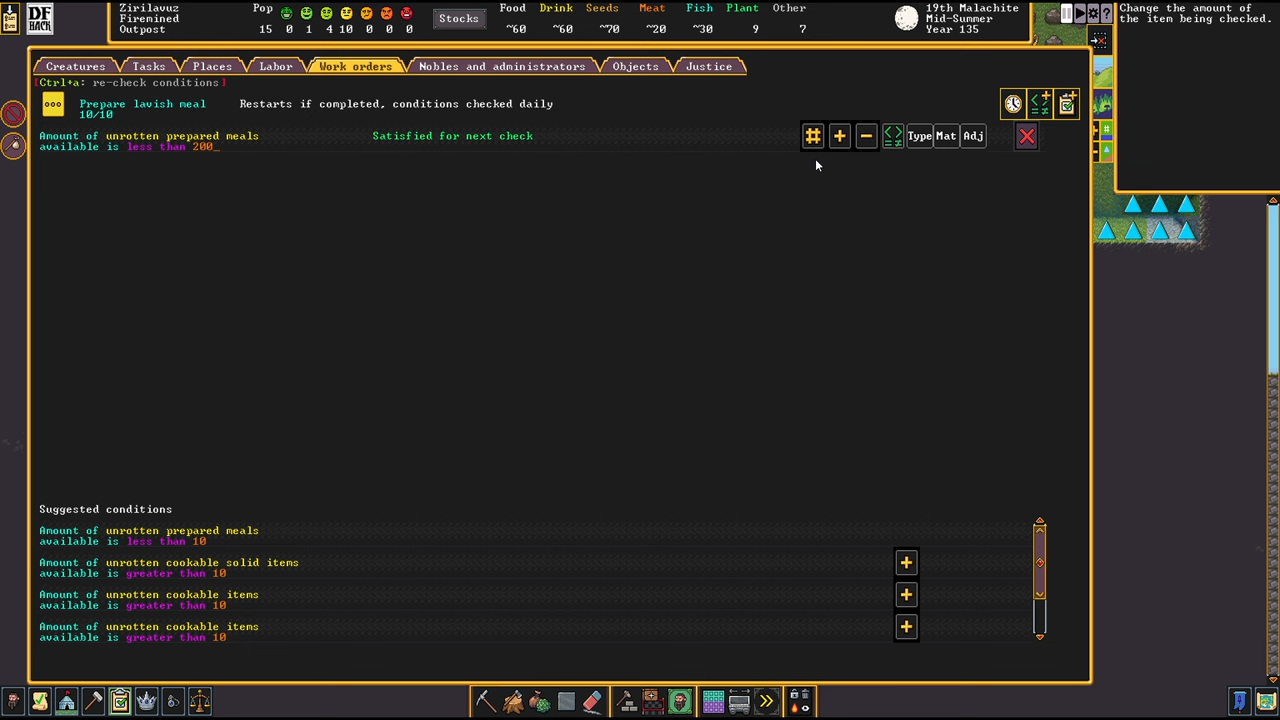 DF
HACK
Zirilavuz
Firemined
Outpost
Pop
15 0 1 4 10 0 0 0
Stocks
Food Drink Seeds Meat Fish Plant Other
~60 ~60 ~70 ~20 ~30 9 7
19th Malachite
Mid-Summer
Year 135
?
Change the amount of
the item being checked.
Creatures Tasks Places Labor Work orders Nobles and administrators Objects Justice
[Ctrl+a: re-check conditions]
Prepare lavish meal Restarts if completed, conditions checked daily
10/10
Amount of unrotten prepared meals Satisfied for next check
available is less than 200_
Type Mat Adj
Suggested conditions
Amount of unrotten prepared meals
available is less than 10
Amount of unrotten cookable solid items
available is greater than 10
Amount of unrotten cookable items
available is greater than 10
Amount of unrotten cookable items
available is greater than 10